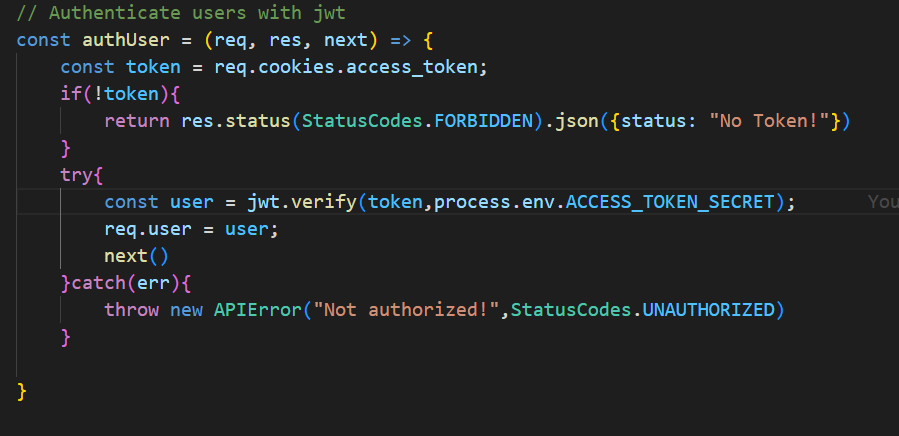 // Authenticate users with jwt
const authUser = (req, res, next) => {
    const token = req.cookies.access_token;
    if(!token){
        return res.status(StatusCodes.FORBIDDEN).json({status: "No Token!"})
    }
    try{
        const user = jwt.verify(token,process.env.ACCESS_TOKEN_SECRET);    You
        req.user = user;
        next()
    }catch(err){
        throw new APIError("Not authorized!",StatusCodes.UNAUTHORIZED)
    }
}